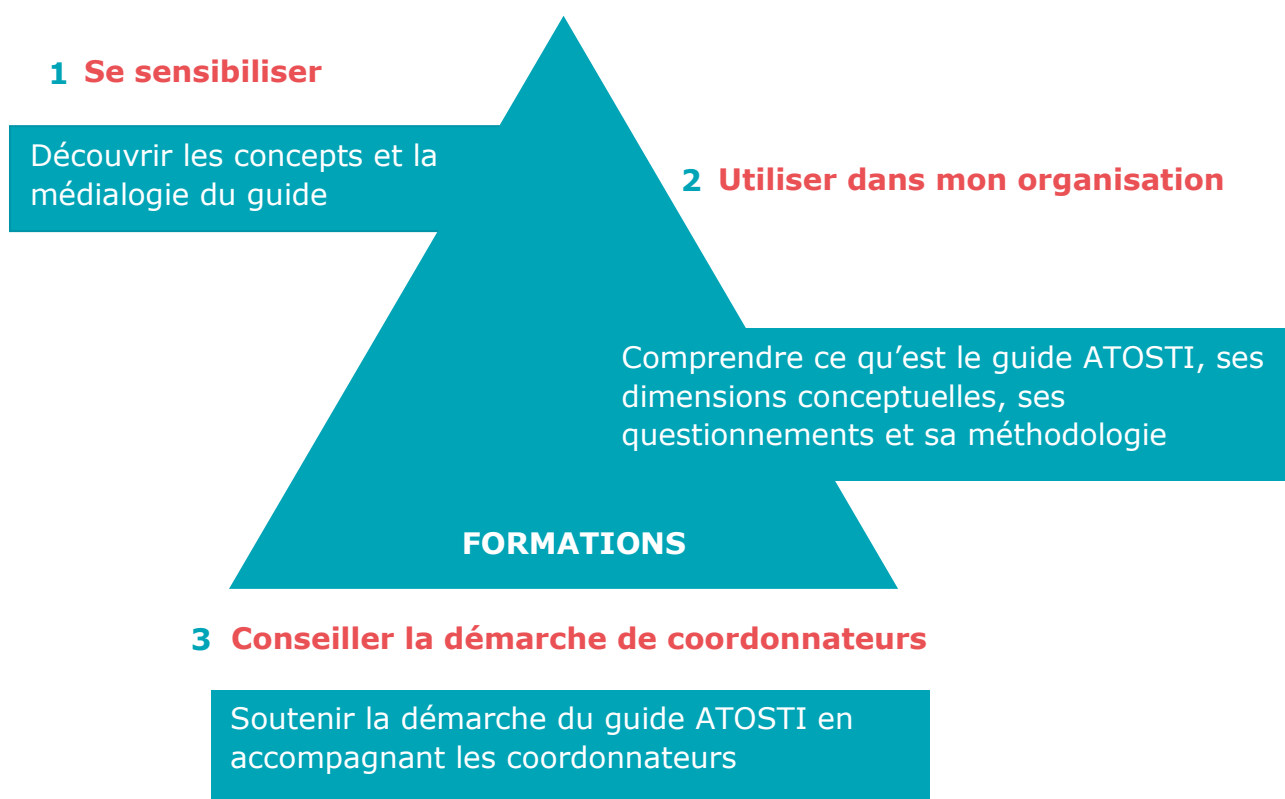 1 Se sensibiliser
Découvrir les concepts et la
médialogie du guide
2 Utiliser dans mon organisation
Comprendre ce qu’est le guide ATOSTI, ses
dimensions conceptuelles, ses
questionnements et sa méthodologie
FORMATIONS
3 Conseiller la démarche de coordonnateurs
Soutenir la démarche du guide ATOSTI en
accompagnant les coordonnateurs